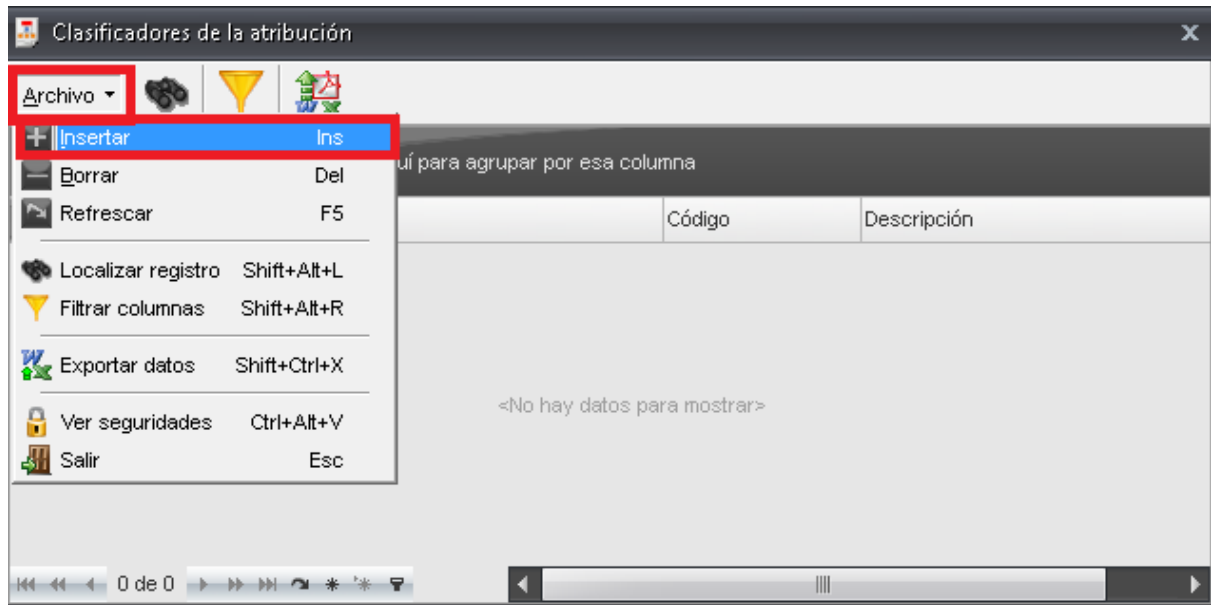 Clasificadores de la atribución
Archivo
Insertar Ins
Borrar Del
Refrescar F5
Localizar registro Shift+Alt+L
Filtrar columnas Shift+Alt+R
Exportar datos Shift+Ctrl+X
Ver seguridades Ctrl+Alt+V
Salir Esc
uí para agrupar por esa columna
Código Descripción
<No hay datos para mostrar>
0 de 0